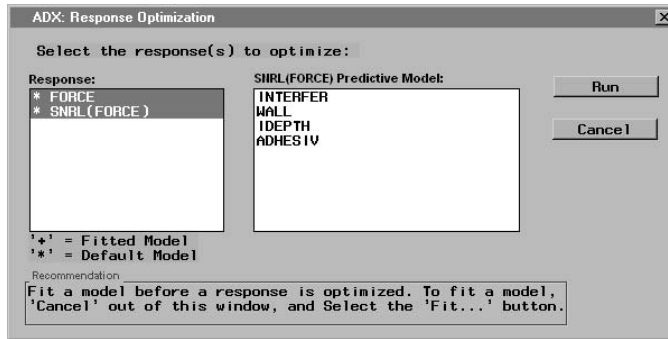 ADX: Response Optimization
Select the response(s) to optimize:
Response:
* FORCE
* SNRL(FORCE)
'+' = Fitted Model
'*' = Default Model
SNRL(FORCE) Predictive Model:
INTERFER
WALL
IDEPTH
ADHESIV
Run
Cancel
Recommendation
Fit a model before a response is optimized. To fit a model,
'Cancel' out of this window, and Select the 'Fit...' button.